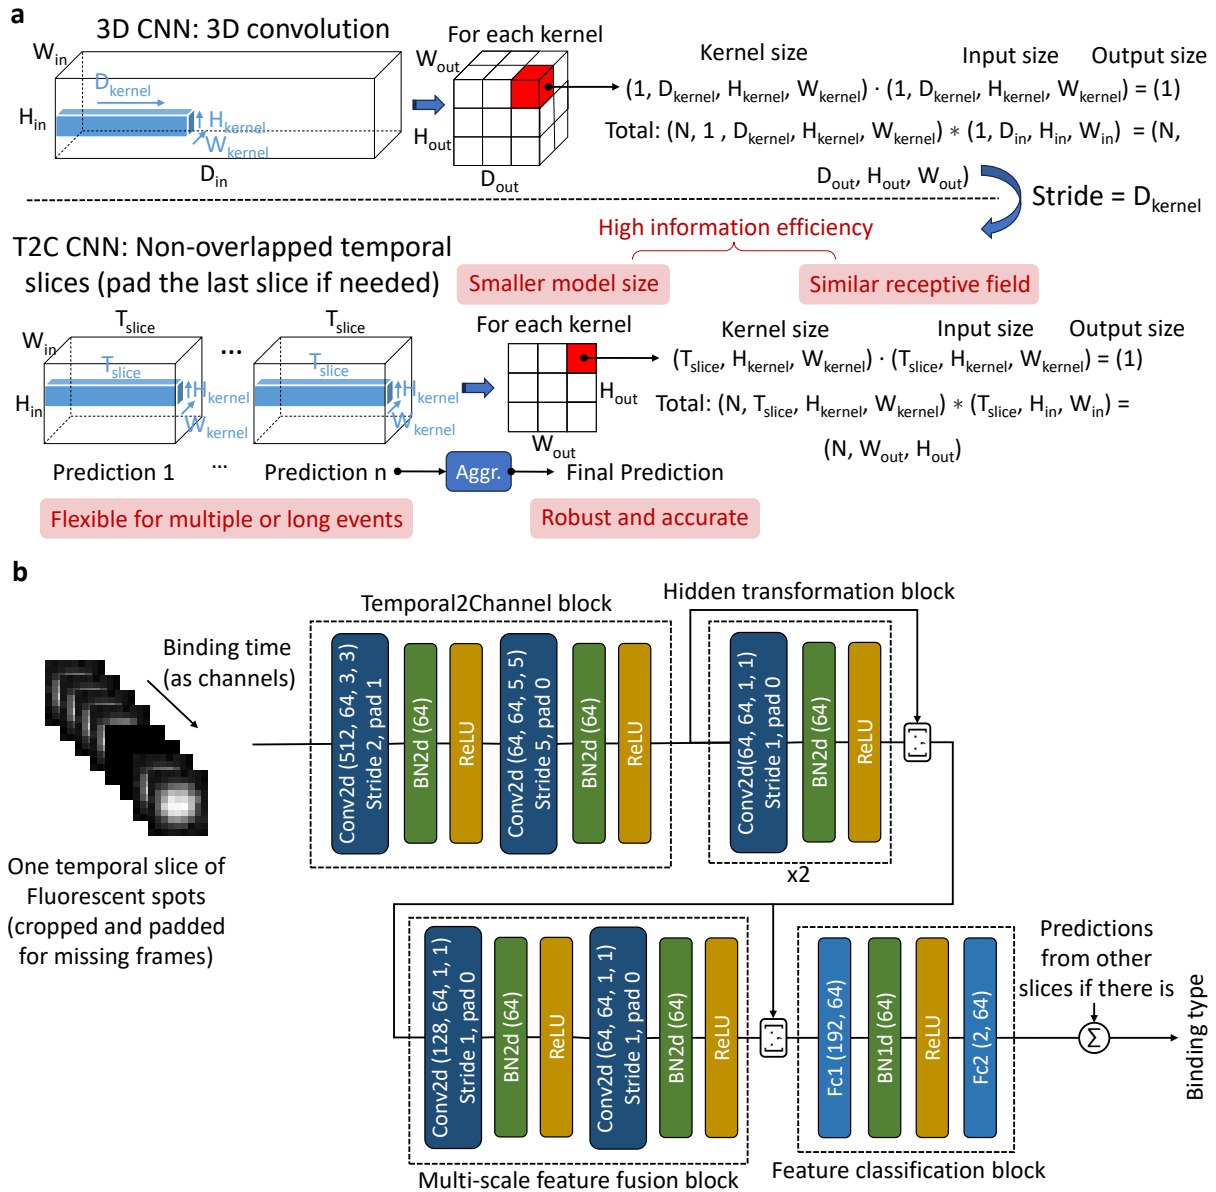 a
3D CNN: 3D convolution
For each kernel
Kernel size
Input size
Output size
W_in
W_out
D_kernel
(1, D_kernel, H_kernel, W_kernel) · (1, D_kernel, H_kernel, W_kernel) = (1)
H_in
H_kernel
W_kernel
H_out
Total: (N, 1 , D_kernel, H_kernel, W_kernel) * (1, D_in, H_in, W_in) = (N,
D_in
D_out
D_out, H_out, W_out)
Stride = D_kernel
High information efficiency
T2C CNN: Non-overlapped temporal
slices (pad the last slice if needed)
Smaller model size
Similar receptive field
T_slice
...
T_slice
For each kernel
Kernel size
Input size
Output size
W_in
T_slice
T_slice
(T_slice, H_kernel, W_kernel) · (T_slice, H_kernel, W_kernel) = (1)
H_in
H_kernel
W_kernel
H_kernel
W_kernel
H_out
Total: (N, T_slice, H_kernel, W_kernel) * (T_slice, H_in, W_in) =
W_out
(N, W_out, H_out)
Prediction 1
...
Prediction n
Aggr.
Final Prediction
Flexible for multiple or long events
Robust and accurate
b
Hidden transformation block
Temporal2Channel block
Binding time
(as channels)
Conv2d (512, 64, 3, 3)
Stride 2, pad 1
BN2d (64)
ReLU
Conv2d (64, 64, 5, 5)
Stride 5, pad 0
BN2d (64)
ReLU
Conv2d(64, 64, 1, 1)
Stride 1, pad 0
BN2d (64)
ReLU
[·,·]
x2
One temporal slice of
Fluorescent spots
(cropped and padded
for missing frames)
Conv2d (128, 64, 1, 1)
Stride 1, pad 0
BN2d (64)
ReLU
Conv2d (64, 64, 1, 1)
Stride 1, pad 0
BN2d (64)
ReLU
[·,·]
Fc1 (192, 64)
BN1d (64)
ReLU
Fc2 (2, 64)
Predictions
from other
slices if there is
Σ
Binding type
Multi-scale feature fusion block
Feature classification block